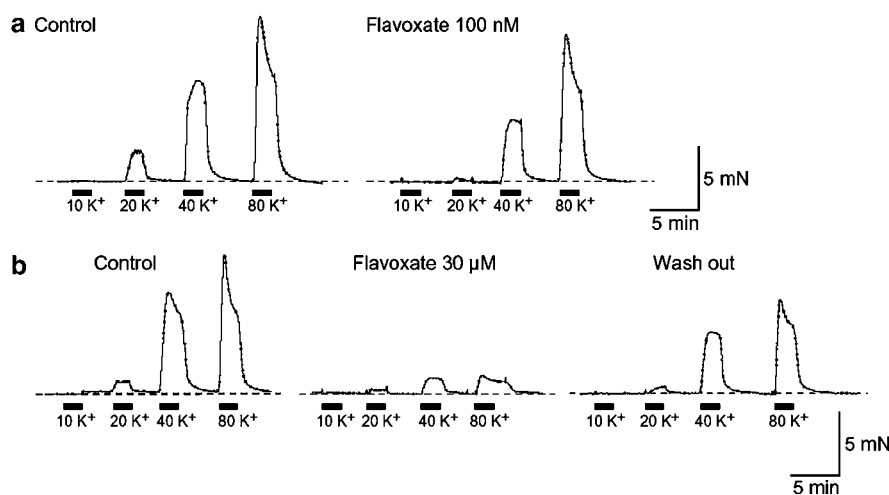 a Control Flavoxate 100 nM
5 mN
10 K⁺ 20 K⁺ 40 K⁺ 80 K⁺ 10 K⁺ 20 K⁺ 40 K⁺ 80 K⁺
5 min
b Control Flavoxate 30 µM Wash out
10 K⁺ 20 K⁺ 40 K⁺ 80 K⁺ 10 K⁺ 20 K⁺ 40 K⁺ 80 K⁺ 10 K⁺ 20 K⁺ 40 K⁺ 80 K⁺
5 mN
5 min